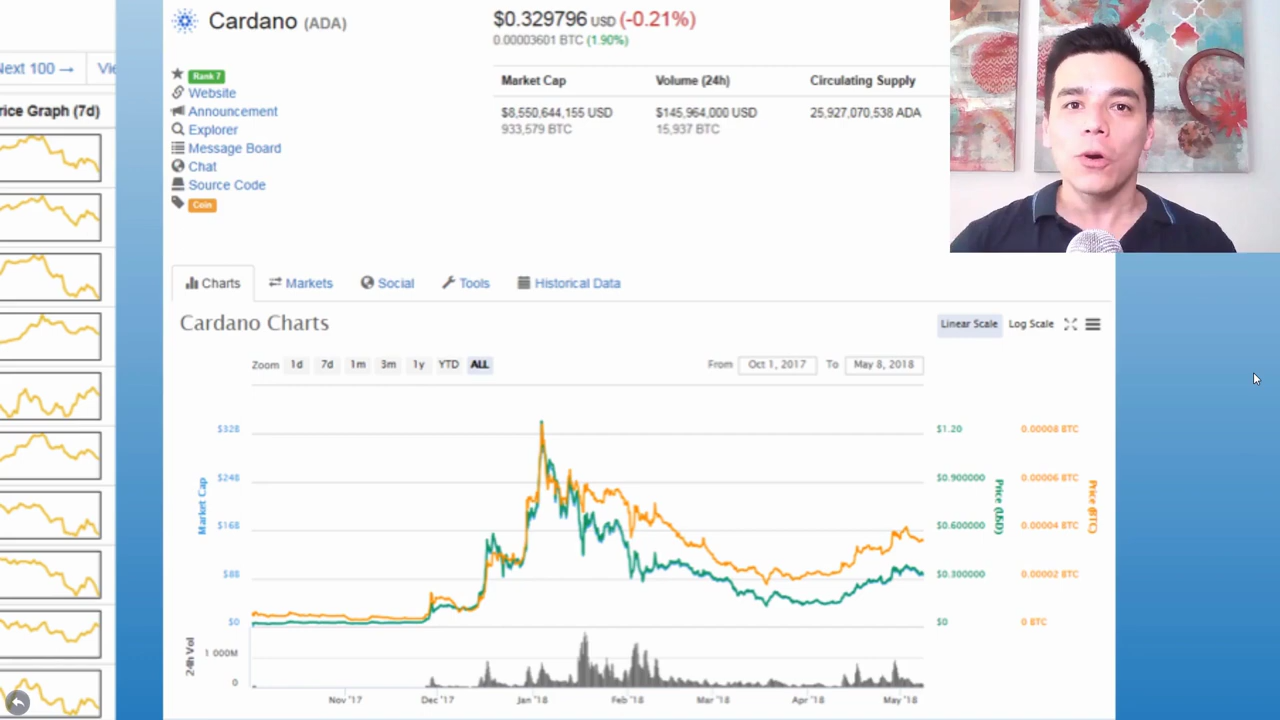 Next 100 →
Price Graph (7d)
Cardano (ADA)
Rank 7
Website
Announcement
Explorer
Message Board
Chat
Source Code
Coin
$0.329796 USD (-0.21%)
0.00003601 BTC (1.90%)
Market Cap Volume (24h) Circulating Supply
$8,550,644,155 USD $145,964,000 USD 25,927,070,538 ADA
933,579 BTC 15,937 BTC
Charts Markets Social Tools Historical Data
Cardano Charts
Linear Scale Log Scale
Zoom 1d 7d 1m 3m 1y YTD ALL From Oct 1, 2017 To May 8, 2018
$32B $1.20 0.00008 BTC
$24B $0.900000 0.00006 BTC
Market Cap Price (USD) Price (BTC)
$16B $0.600000 0.00004 BTC
$8B $0.300000 0.00002 BTC
$0 $0 0 BTC
24h Vol
1 000M
0
Nov '17 Dec '17 Jan '18 Feb '18 Mar '18 Apr '18 May '18